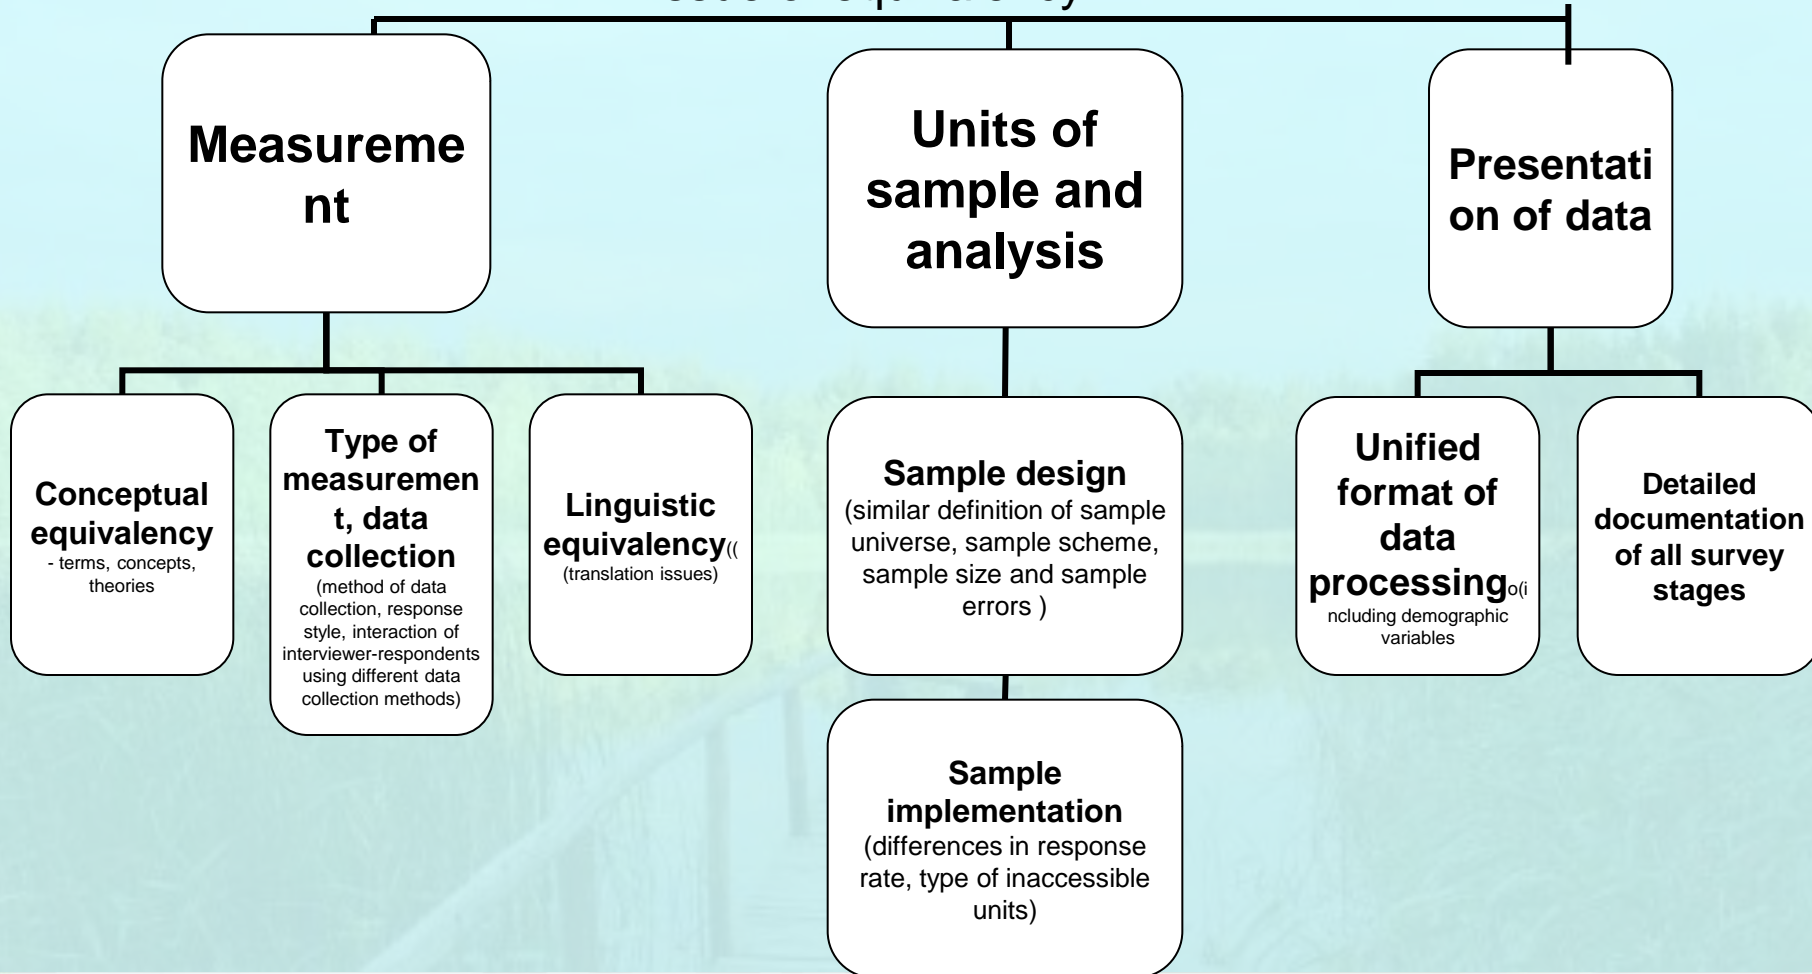 Measureme
nt
Units of
sample and
analysis
Presentati
on of data
Conceptual
equivalency
- terms, concepts,
theories
Type of
measuremen
t, data
collection
(method of data
collection, response
style, interaction of
interviewer-respondents
using different data
collection methods)
Linguistic
equivalency((
(translation issues)
Sample design
(similar definition of sample
universe, sample scheme,
sample size and sample
errors )
Unified
format of
data
processingo(i
ncluding demographic
variables
Detailed
documentation
of all survey
stages
Sample
implementation
(differences in response
rate, type of inaccessible
units)